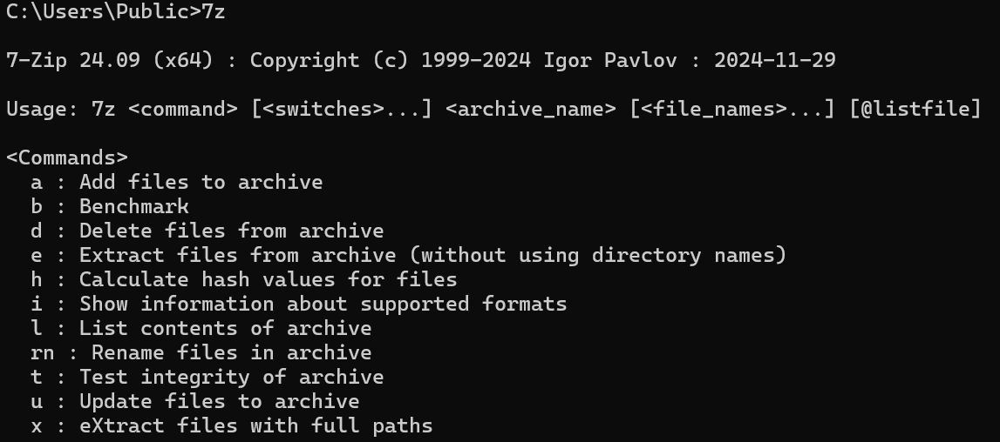 C:\Users\Public>7z
7-Zip 24.09 (x64) : Copyright (c) 1999-2024 Igor Pavlov : 2024-11-29
Usage: 7z <command> [<switches>...] <archive_name> [<file_names>...] [@listfile]
<Commands>
a : Add files to archive
b : Benchmark
d : Delete files from archive
e : Extract files from archive (without using directory names)
h : Calculate hash values for files
i : Show information about supported formats
l : List contents of archive
rn : Rename files in archive
t : Test integrity of archive
u : Update files to archive
x : eXtract files with full paths